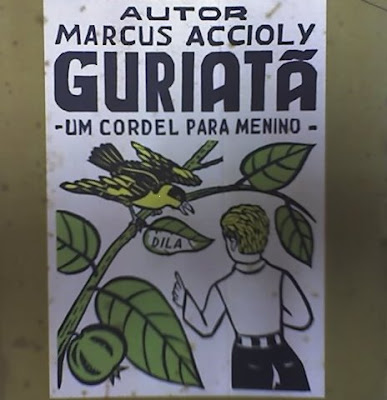 AUTOR
MARCUS ACCIOLY
GURIATÃ
-UM CORDEL PARA MENINO-
DILA